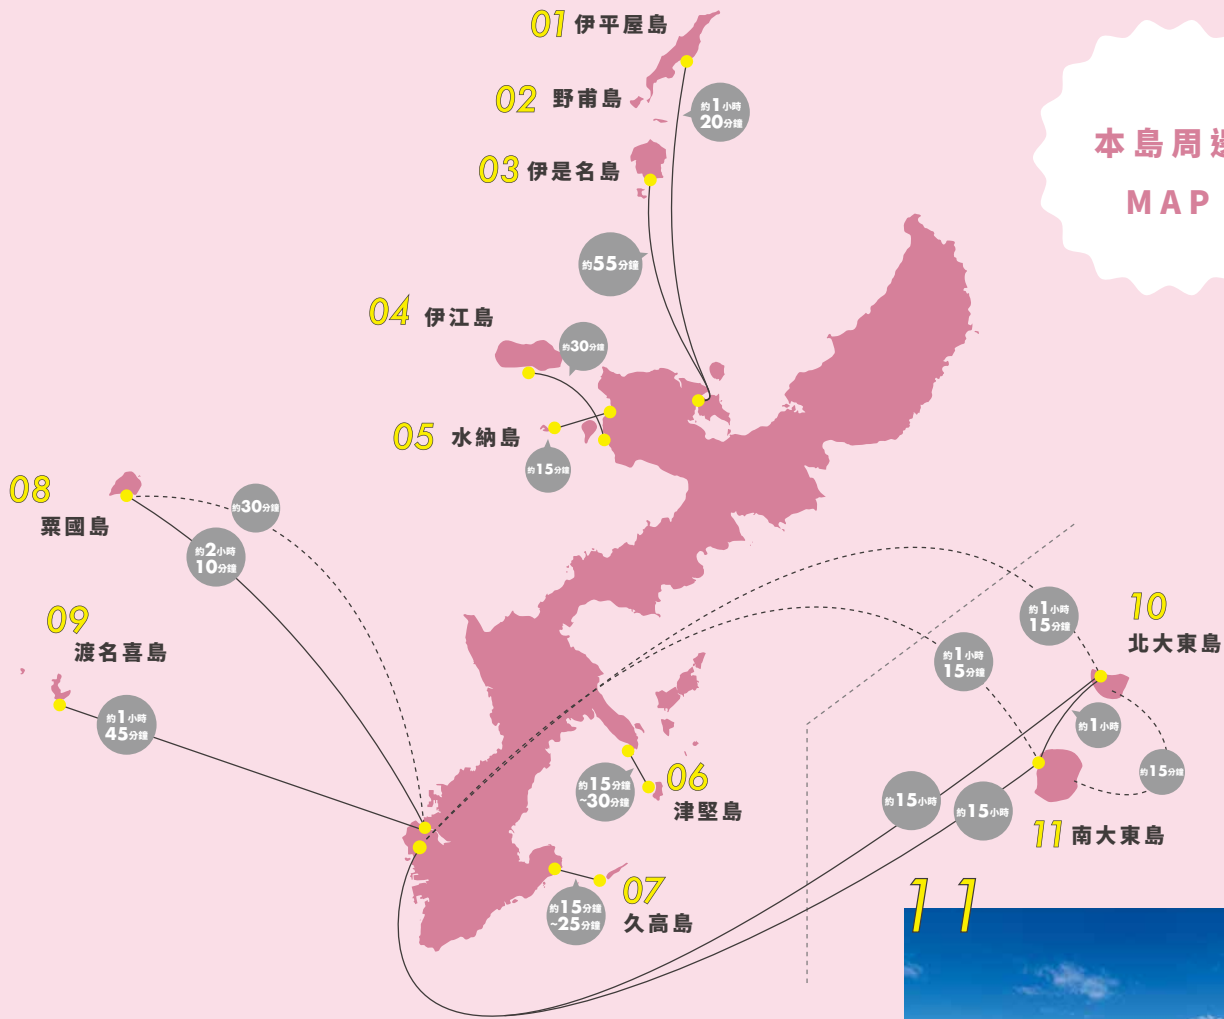 01 伊平屋島
02 野甫島
約1小時
20分鐘
本島周邊
MAP
03 伊是名島
約55分鐘
04 伊江島
約30分鐘
05 水納島
約15分鐘
08
粟國島
約30分鐘
約2小時
10分鐘
09
渡名喜島
約1小時
45分鐘
10
北大東島
約1小時
15分鐘
約1小時
15分鐘
約1小時
約15分鐘
06
津堅島
約15分鐘
~30分鐘
約15小時
約15小時
11 南大東島
07
久高島
約15分鐘
~25分鐘
11